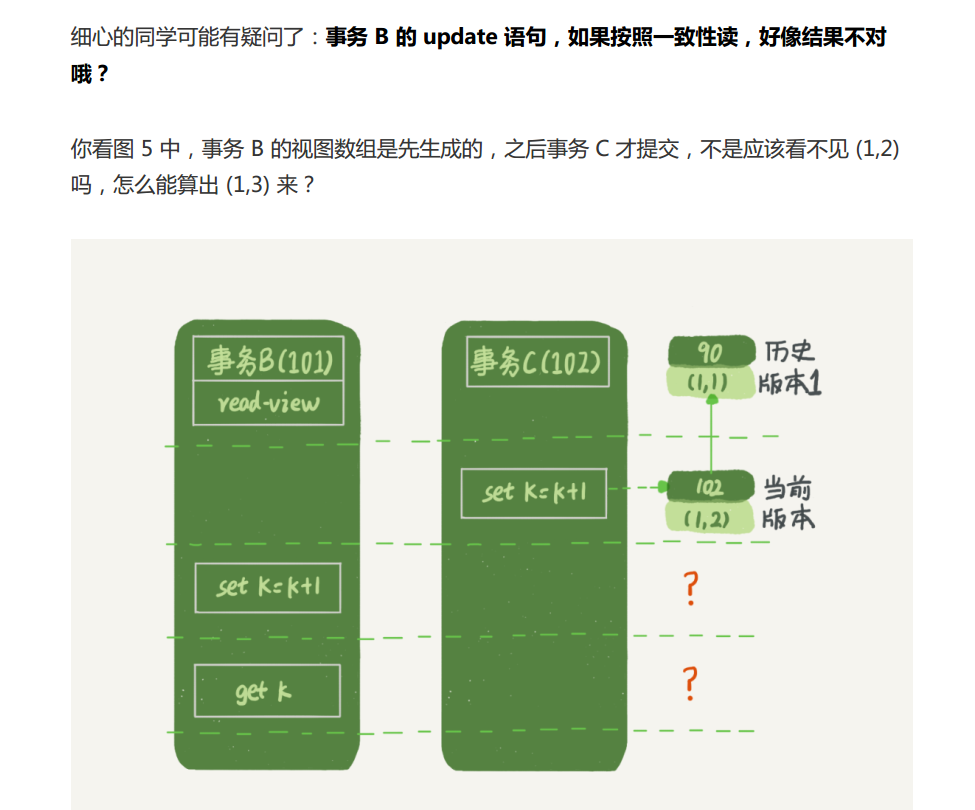 细心的同学可能有疑问了：事务 B 的 update 语句，如果按照一致性读，好像结果不对
哦？
你看图 5 中，事务 B 的视图数组是先生成的，之后事务 C 才提交，不是应该看不见 (1,2)
吗，怎么能算出 (1,3) 来？
事务B(101)
read-view
事务C(102)
90
(1,1)
历史
版本1
set k=k+1
102
(1,2)
当前
版本
set k=k+1
?
get k
?